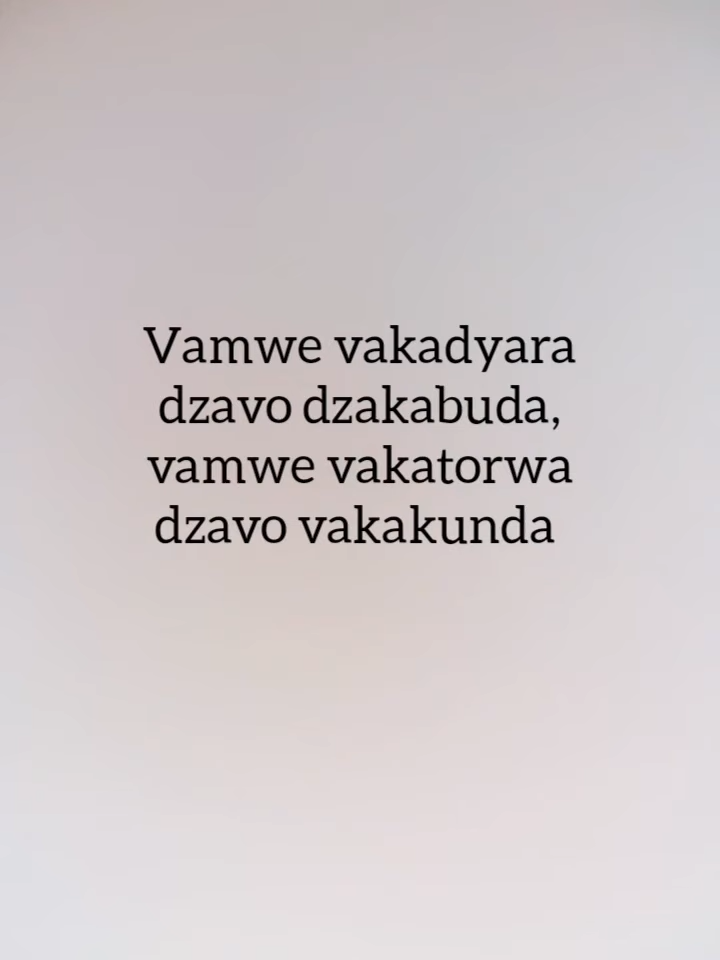 Vamwe vakadyara
dzavo dzakabuda,
vamwe vakatorwa
dzavo vakakunda